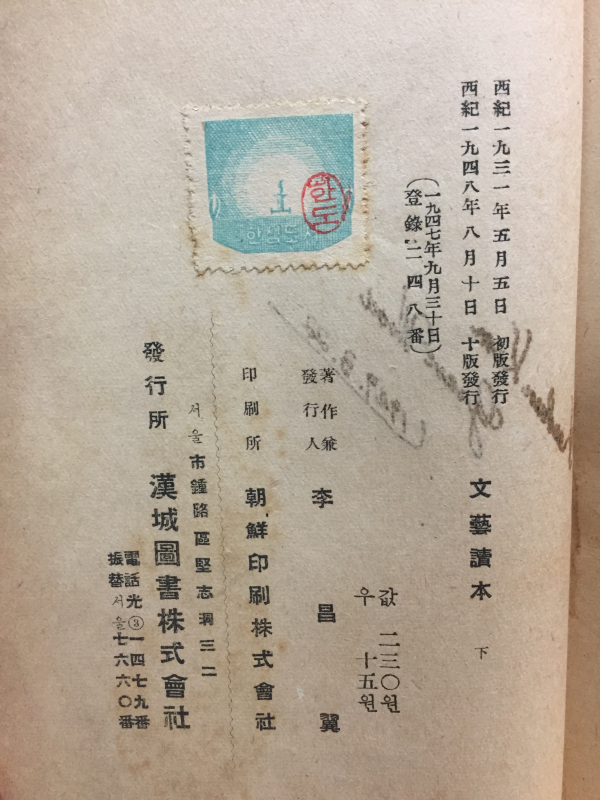 西紀一九三一年五月五日 初版發行
西紀一九四八年八月十日 十版發行
(一九四七年九月三十日
登錄 二四八番)
文藝讀本 下
값 二三〇원
우 十五원
著作兼
發行人 李昌翼
印刷所 朝鮮印刷株式會社
서울市鍾路區堅志洞三二
發行所 漢城圖書株式會社
電話光③一四七九番
振替서울七六六〇番
한도
한성도